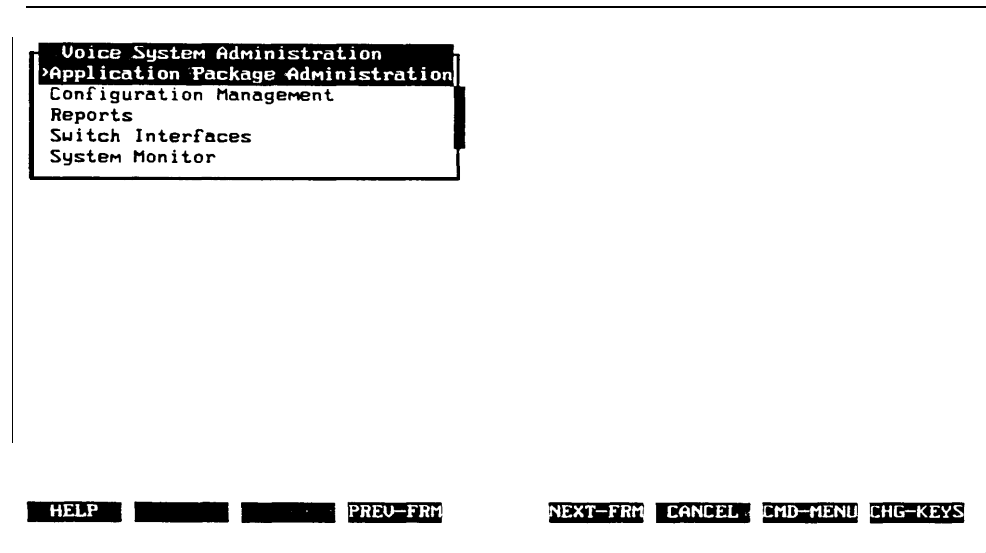 Voice System Administration
>Application Package Administration
Configuration Management
Reports
Switch Interfaces
System Monitor
HELP PREV-FRM NEXT-FRM CANCEL CMD-MENU CHG-KEYS